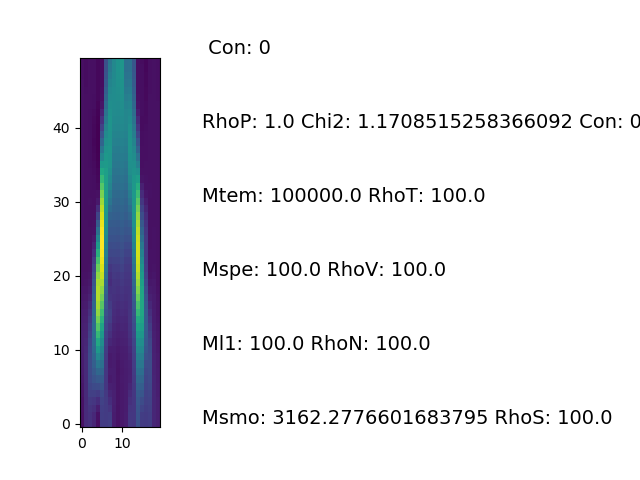 Con: 0
RhoP: 1.0 Chi2: 1.1708515258366092 Con: 0
40
Mtem: 100000.0 RhoT: 100.0
30
Mspe: 100.0 RhoV: 100.0
20
Ml1: 100.0 RhoN: 100.0
10
Msmo: 3162.2776601683795 RhoS: 100.0
0
0 10